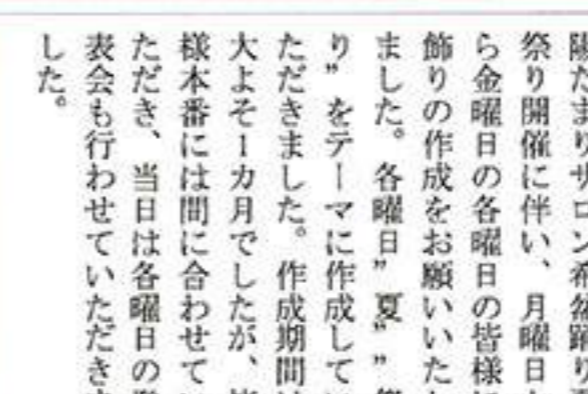 陽だまりサロン希盆踊り
祭り開催に伴い、月曜日
ら金曜日の各曜日の皆様
飾りの作成をお願いいた
ました。各曜日”夏””
り”をテーマに作成して
ただきました。作成期間
大よそ1カ月でしたが、
様本番には間に合わせて
ただき、当日は各曜日の
表会も行わせていただき
した。